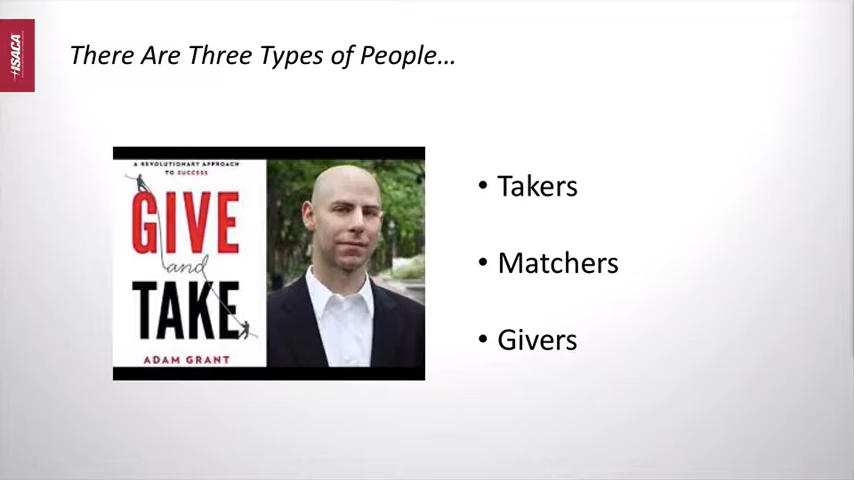 ISACA
There Are Three Types of People...
A REVOLUTIONARY APPROACH
TO SUCCESS
GIVE
and
TAKE
ADAM GRANT
• Takers
• Matchers
• Givers